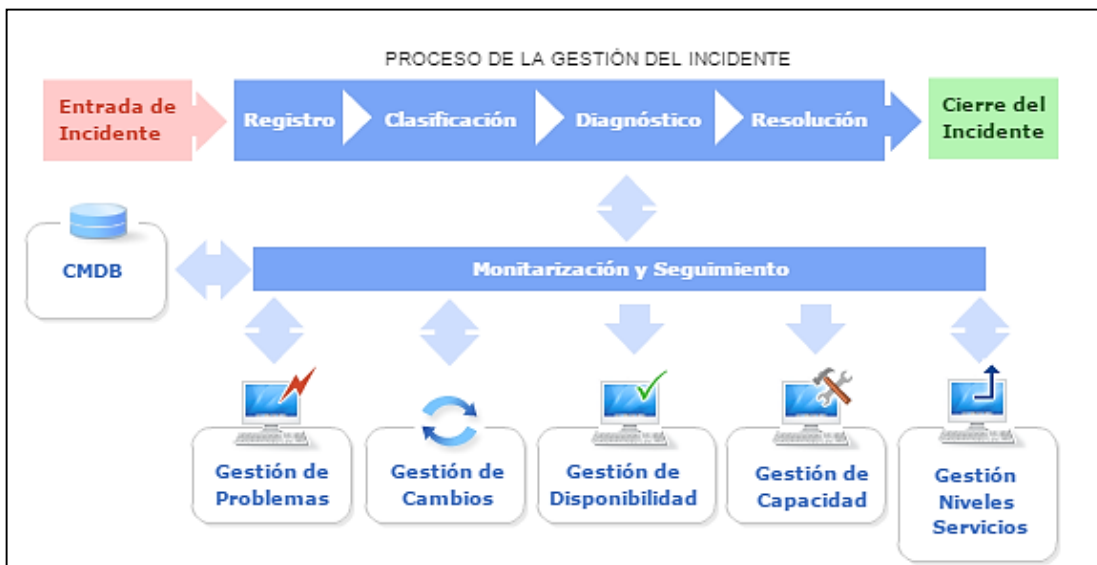 PROCESO DE LA GESTIÓN DEL INCIDENTE
Entrada de
Incidente
Registro
Clasificación
Diagnóstico
Resolución
Cierre del
Incidente
CMDB
Monitarización y Seguimiento
Gestión de
Problemas
Gestión de
Cambios
Gestión de
Disponibilidad
Gestión de
Capacidad
Gestión
Niveles
Servicios